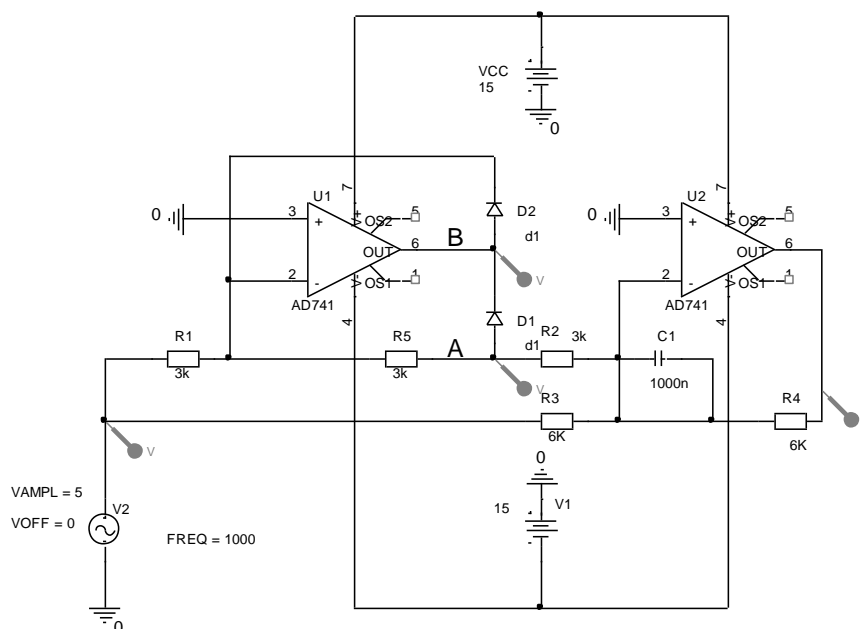 VCC
15
0
U1
7
3
+
V+
OS2
5
OUT
6
2
-
V-
OS1
1
AD741
4
0
B
D2
d1
D1
d1
U2
7
0
3
+
V+
OS2
5
OUT
6
2
-
V-
OS1
1
AD741
4
R1
3k
R5
3k
A
R2
3k
C1
1000n
R3
6K
R4
6K
V
V
V
VAMPL = 5
VOFF = 0
V2
FREQ = 1000
0
0
15
V1